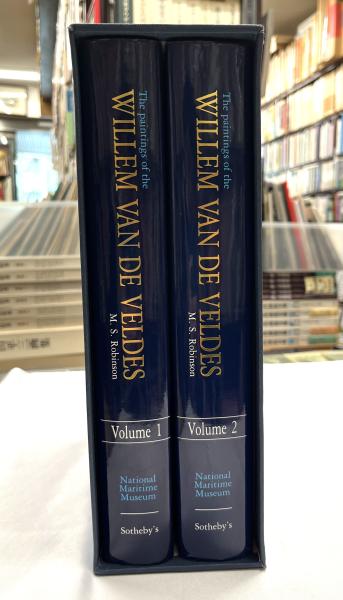 The paintings of the
WILLEM VAN DE VELDES
M. S. Robinson
Volume 1
National
Maritime
Museum
Sotheby's
The paintings of the
WILLEM VAN DE VELDES
M. S. Robinson
Volume 2
National
Maritime
Museum
Sotheby's